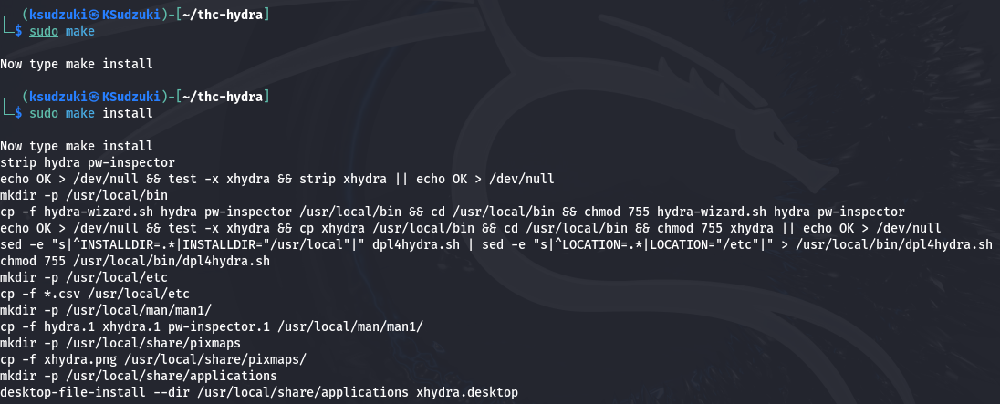 ┌──(ksudzuki㉿KSudzuki)-[~/thc-hydra]
└─$ sudo make
Now type make install
┌──(ksudzuki㉿KSudzuki)-[~/thc-hydra]
└─$ sudo make install
Now type make install
strip hydra pw-inspector
echo OK > /dev/null && test -x xhydra && strip xhydra || echo OK > /dev/null
mkdir -p /usr/local/bin
cp -f hydra-wizard.sh hydra pw-inspector /usr/local/bin && cd /usr/local/bin && chmod 755 hydra-wizard.sh hydra pw-inspector
echo OK > /dev/null && test -x xhydra && cp xhydra /usr/local/bin && cd /usr/local/bin && chmod 755 xhydra || echo OK > /dev/null
sed -e "s|^INSTALLDIR=.*|INSTALLDIR="/usr/local"|" dpl4hydra.sh | sed -e "s|^LOCATION=.*|LOCATION="/etc"|" > /usr/local/bin/dpl4hydra.sh
chmod 755 /usr/local/bin/dpl4hydra.sh
mkdir -p /usr/local/etc
cp -f *.csv /usr/local/etc
mkdir -p /usr/local/man/man1/
cp -f hydra.1 xhydra.1 pw-inspector.1 /usr/local/man/man1/
mkdir -p /usr/local/share/pixmaps
cp -f xhydra.png /usr/local/share/pixmaps/
mkdir -p /usr/local/share/applications
desktop-file-install --dir /usr/local/share/applications xhydra.desktop